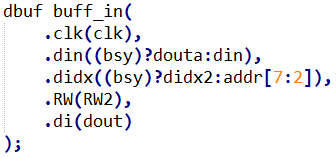 dbuf buff_in(
.clk(clk),
.din((bsy)?douta:din),
.didx((bsy)?didx2:addr[7:2]),
.RW(RW2),
.di(dout)
);